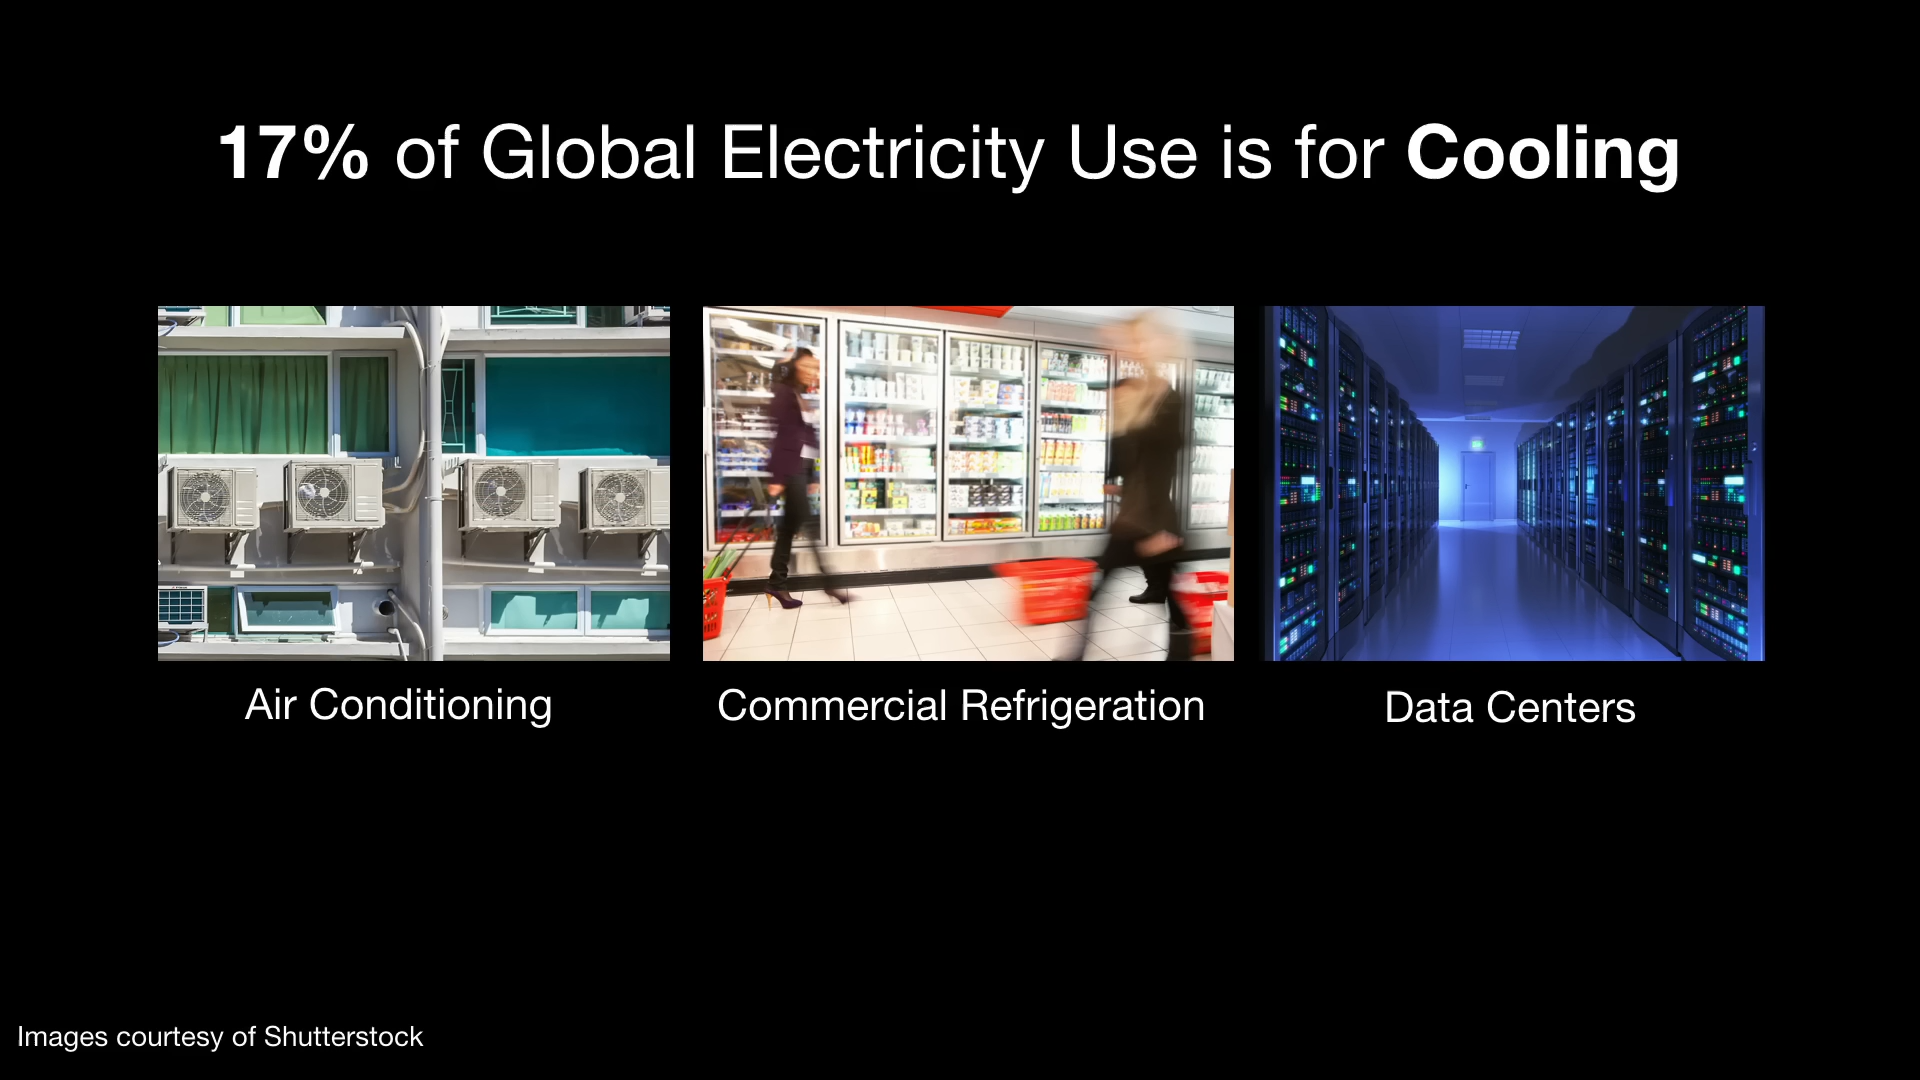 17% of Global Electricity Use is for Cooling
Air Conditioning
Commercial Refrigeration
Data Centers
Images courtesy of Shutterstock